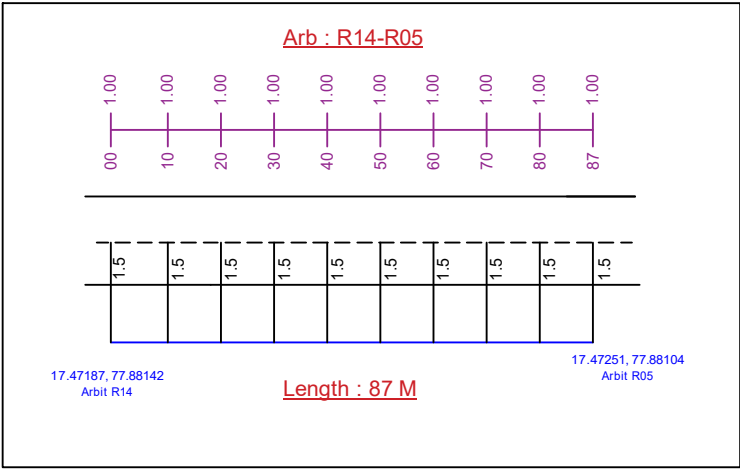 Arb : R14-R05
1.00 1.00 1.00 1.00 1.00 1.00 1.00 1.00 1.00 1.00
00 10 20 30 40 50 60 70 80 87
1.5 1.5 1.5 1.5 1.5 1.5 1.5 1.5 1.5 1.5
17.47187, 77.88142
Arbit R14
Length : 87 M
17.47251, 77.88104
Arbit R05